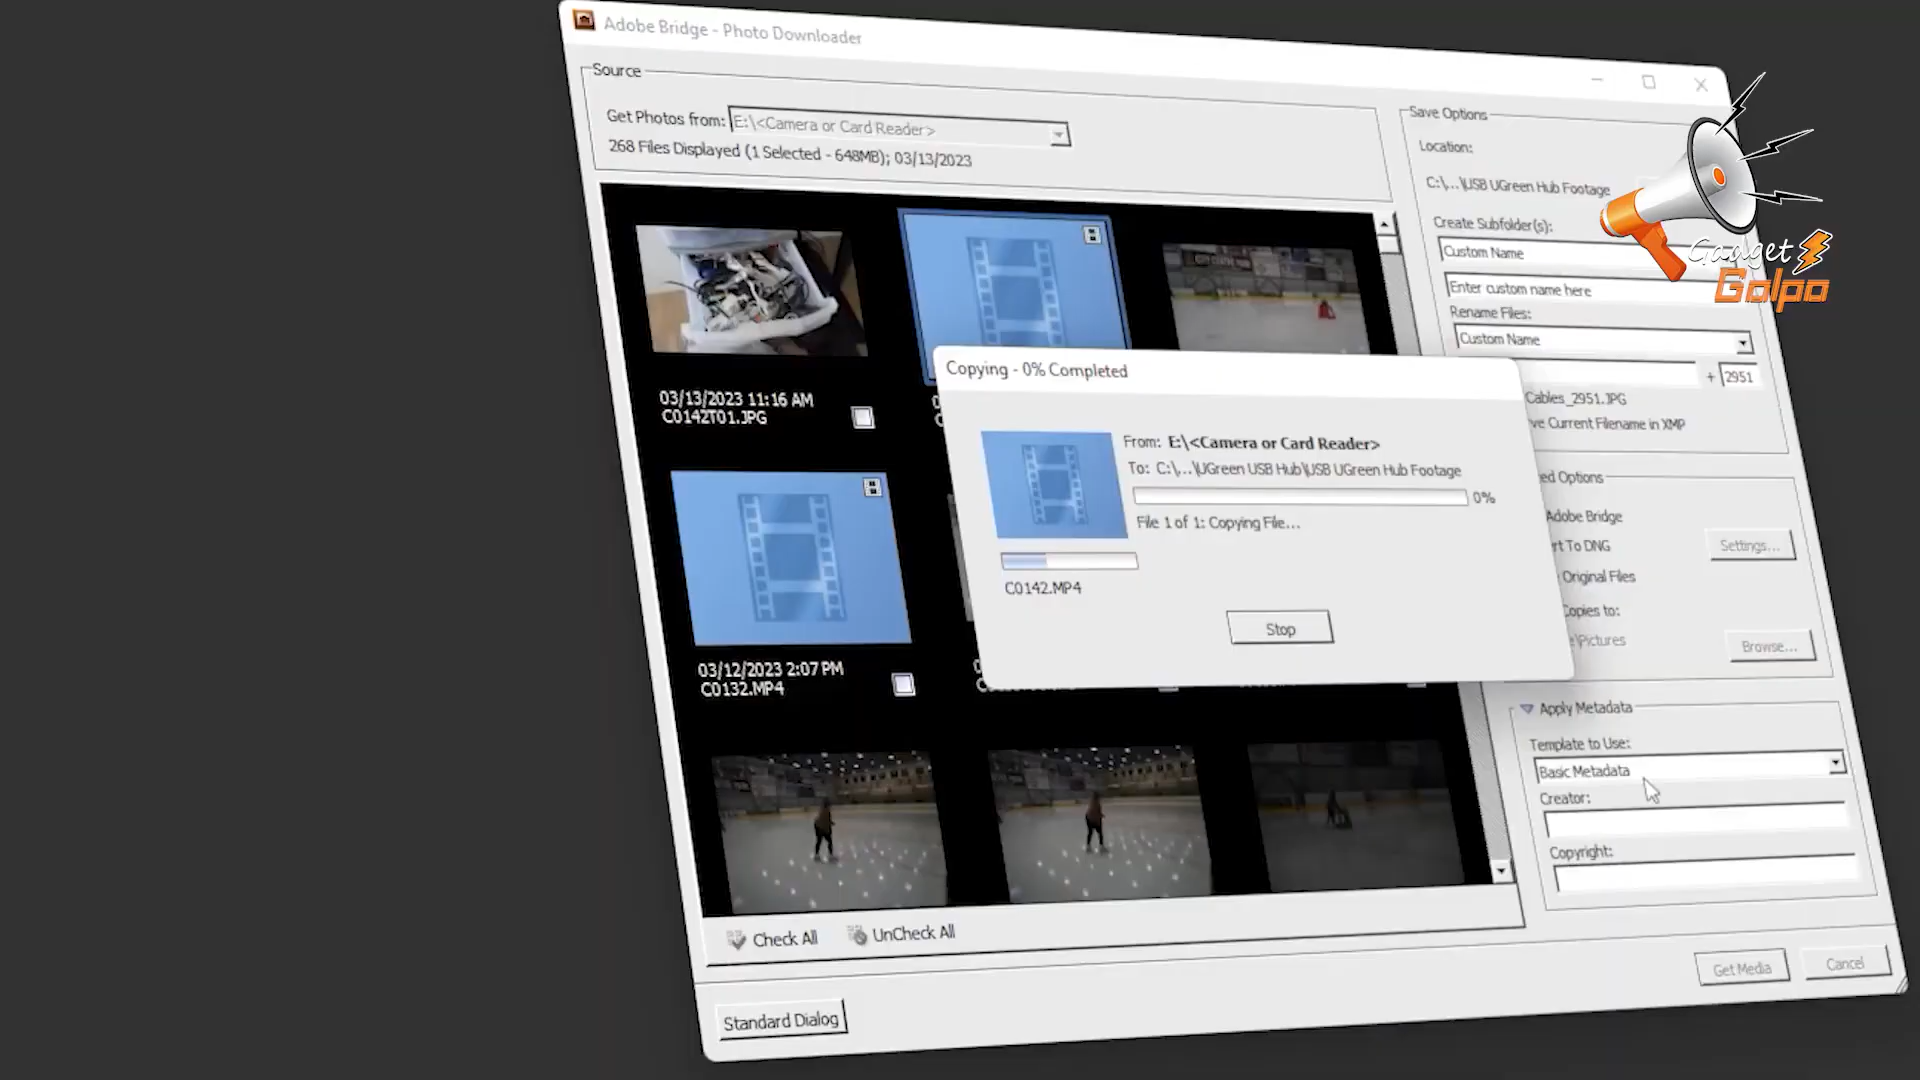 Adobe Bridge - Photo Downloader
Source
Get Photos from: E:\<Camera or Card Reader>
268 Files Displayed (1 Selected - 648MB); 03/13/2023
03/13/2023 11:16 AM
C0142T01.JPG
03/12/2023 2:07 PM
C0132.MP4
Check All
UnCheck All
Standard Dialog
Copying - 0% Completed
From: E:\<Camera or Card Reader>
To: C:\...\UGreen USB Hub\USB UGreen Hub Footage
0%
File 1 of 1: Copying File...
C0142.MP4
Stop
Save Options
Location:
C:\...\USB UGreen Hub Footage
Create Subfolder(s):
Custom Name
Enter custom name here
Rename Files:
Custom Name
+ 2951
Cables_2951.JPG
ve Current Filename in XMP
ed Options
Adobe Bridge
rt To DNG
Settings...
Original Files
Copies to:
e\Pictures
Browse...
Apply Metadata
Template to Use:
Basic Metadata
Creator:
Copyright:
Get Media
Cancel
Gadget
Golpo